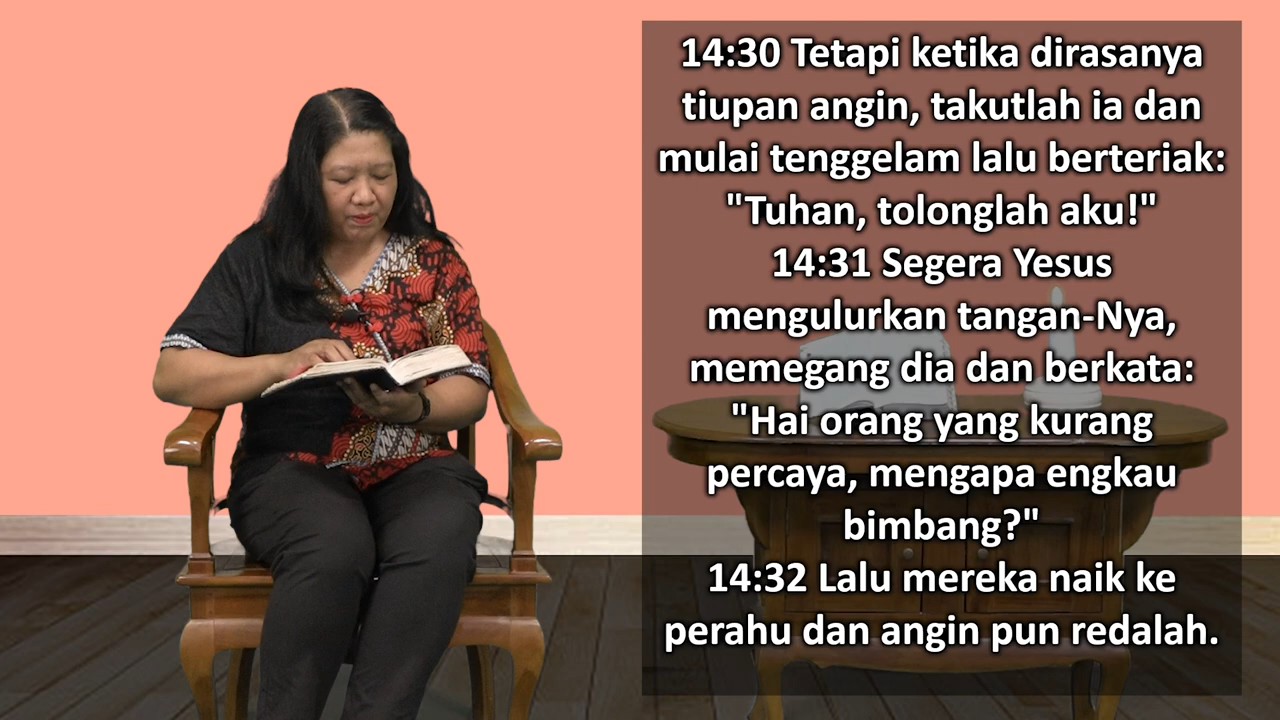 14:30 Tetapi ketika dirasanya
tiupan angin, takutlah ia dan
mulai tenggelam lalu berteriak:
"Tuhan, tolonglah aku!"
14:31 Segera Yesus
mengulurkan tangan-Nya,
memegang dia dan berkata:
"Hai orang yang kurang
percaya, mengapa engkau
bimbang?"
14:32 Lalu mereka naik ke
perahu dan angin pun redalah.